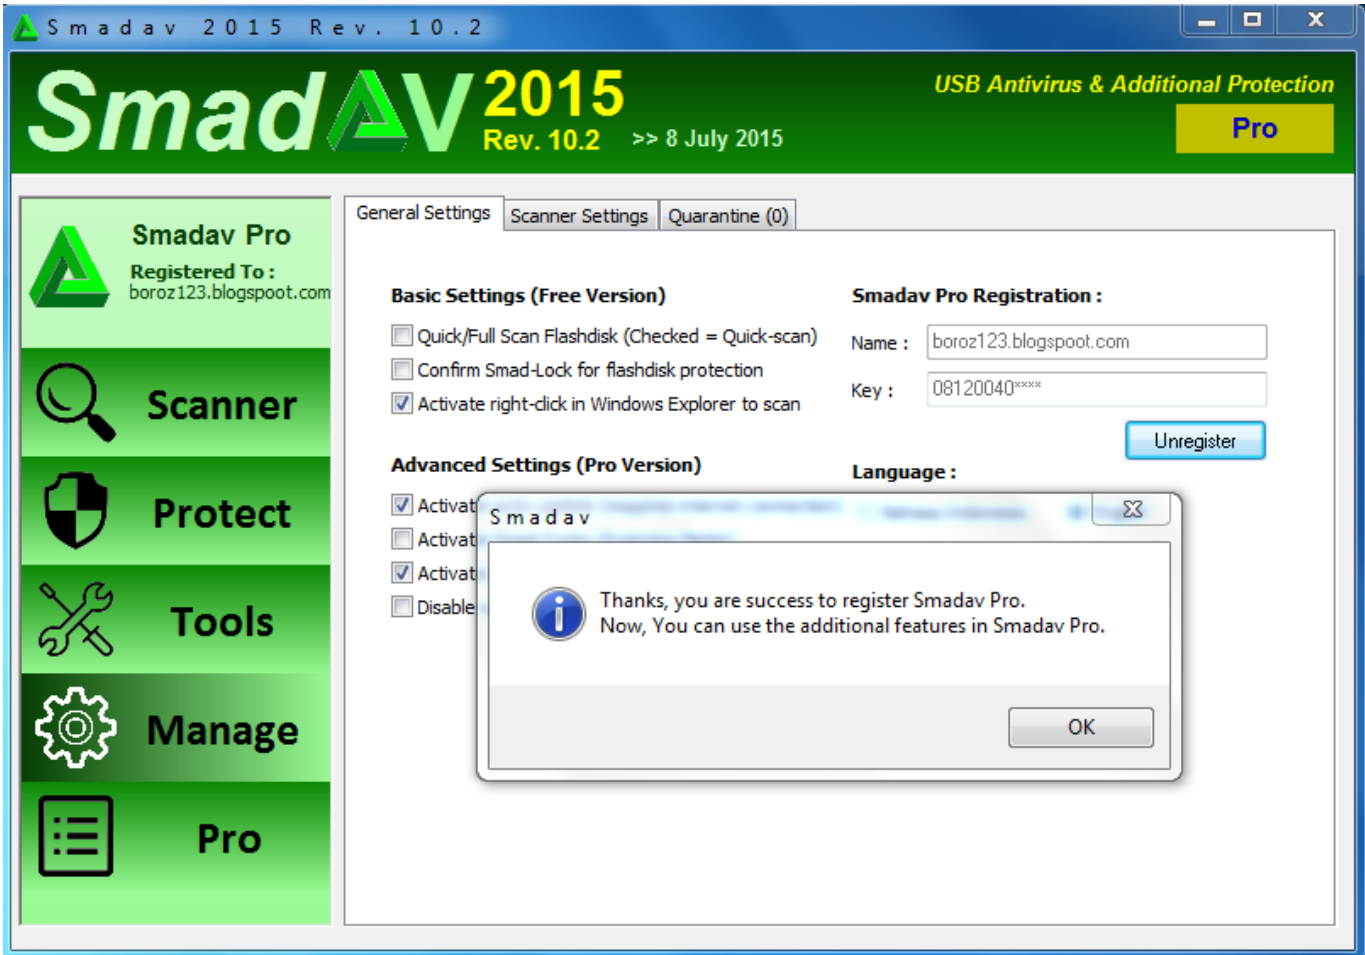 Smadav 2015 Rev. 10.2
SmadAV 2015
Rev. 10.2 >> 8 July 2015
USB Antivirus & Additional Protection
Pro
Smadav Pro
Registered To :
boroz123.blogspoot.com
Scanner
Protect
Tools
Manage
Pro
General Settings
Scanner Settings
Quarantine (0)
Basic Settings (Free Version)
Quick/Full Scan Flashdisk (Checked = Quick-scan)
Confirm Smad-Lock for flashdisk protection
Activate right-click in Windows Explorer to scan
Advanced Settings (Pro Version)
Activat
Activat
Activat
Disable
Smadav Pro Registration :
Name : boroz123.blogspoot.com
Key : 08120040****
Unregister
Language :
Smadav
Thanks, you are success to register Smadav Pro.
Now, You can use the additional features in Smadav Pro.
OK